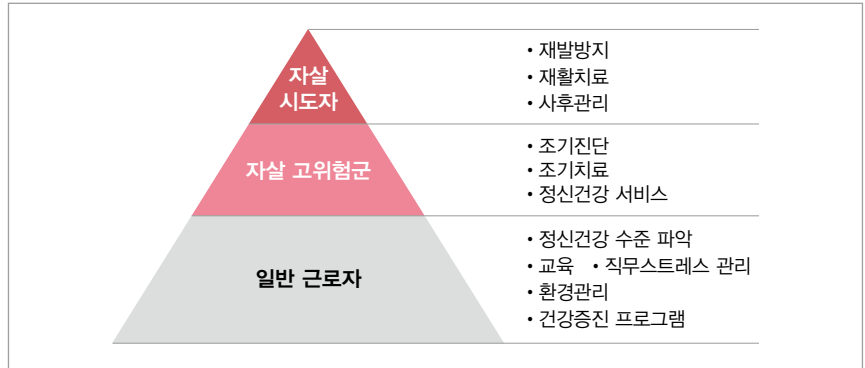 자살
시도자
• 재발방지
• 재활치료
• 사후관리
자살 고위험군
• 조기진단
• 조기치료
• 정신건강 서비스
일반 근로자
• 정신건강 수준 파악
• 교육 • 직무스트레스 관리
• 환경관리
• 건강증진 프로그램